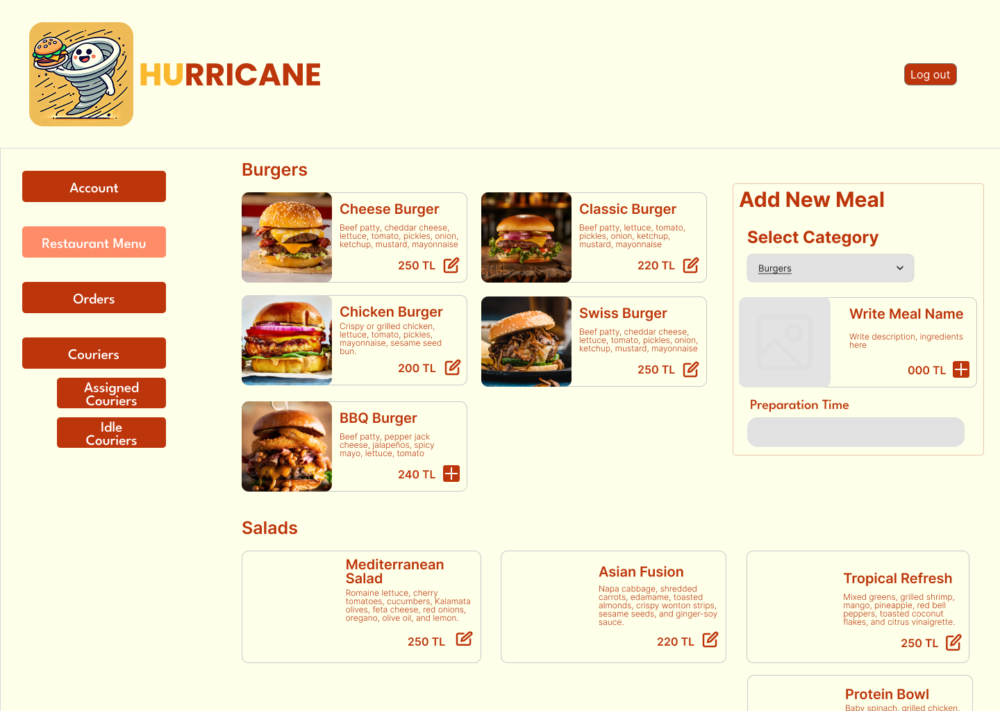 HURRICANE
Log out
Account
Restaurant Menu
Orders
Couriers
Assigned
Couriers
Idle
Couriers
Burgers
Cheese Burger
Beef patty, cheddar cheese,
lettuce, tomato, pickles, onion,
ketchup, mustard, mayonnaise
250 TL
Classic Burger
Beef patty, lettuce, tomato,
pickles, onion, ketchup,
mustard, mayonnaise
220 TL
Chicken Burger
Crispy or grilled chicken,
lettuce, tomato, pickles,
mayonnaise, sesame seed
bun.
200 TL
Swiss Burger
Beef patty, cheddar cheese,
lettuce, tomato, pickles, onion,
ketchup, mustard, mayonnaise
250 TL
BBQ Burger
Beef patty, pepper jack
cheese, jalapeños, spicy
mayo, lettuce, tomato
240 TL
Add New Meal
Select Category
Burgers
Write Meal Name
Write description, ingredients
here
000 TL
Preparation Time
Salads
Mediterranean
Salad
Romaine lettuce, cherry
tomatoes, cucumbers, Kalamata
olives, feta cheese, red onions,
oregano, olive oil, and lemon.
250 TL
Asian Fusion
Napa cabbage, shredded
carrots, edamame, toasted
almonds, crispy wonton strips,
sesame seeds, and ginger-soy
sauce.
220 TL
Tropical Refresh
Mixed greens, grilled shrimp,
mango, pineapple, red bell
peppers, toasted coconut
flakes, and citrus vinaigrette.
250 TL
Protein Bowl
Baby spinach, grilled chicken,